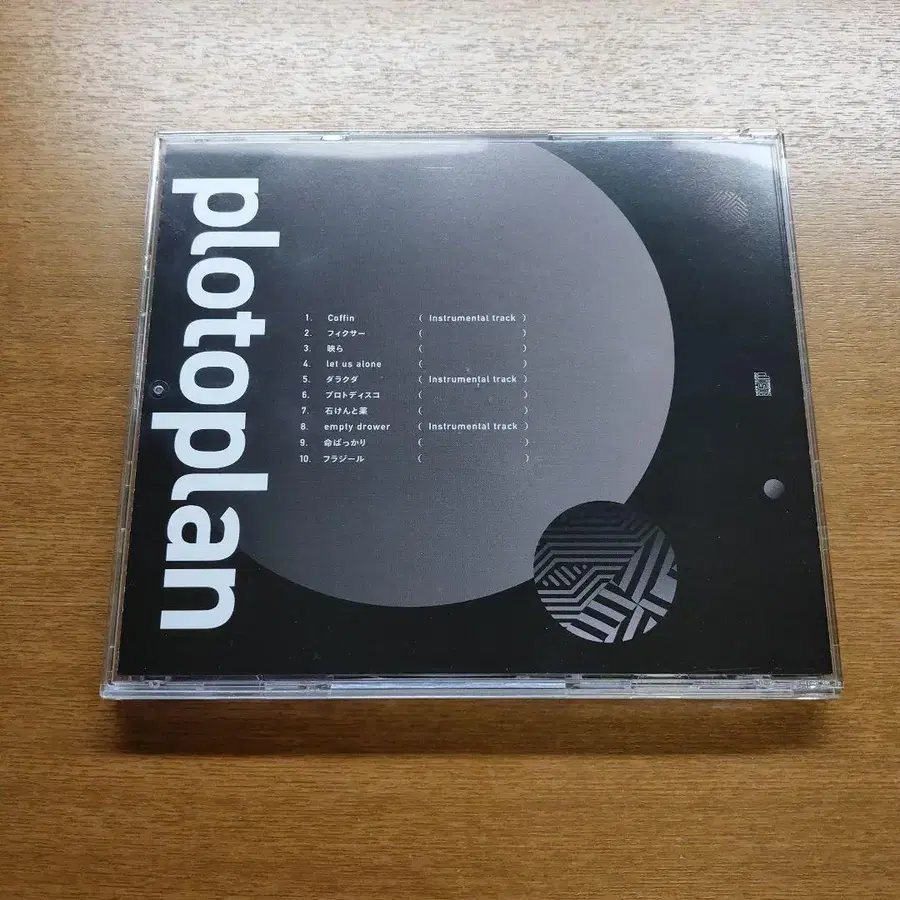 plotoplan
1. Coffin ( Instrumental track )
2. フィクサー ( )
3. 映ら ( )
4. let us alone ( )
5. ダラクダ ( Instrumental track )
6. プロトディスコ ( )
7. 石けんと薬 ( )
8. empty drower ( Instrumental track )
9. 命ばっかり ( )
10. フラジール ( )